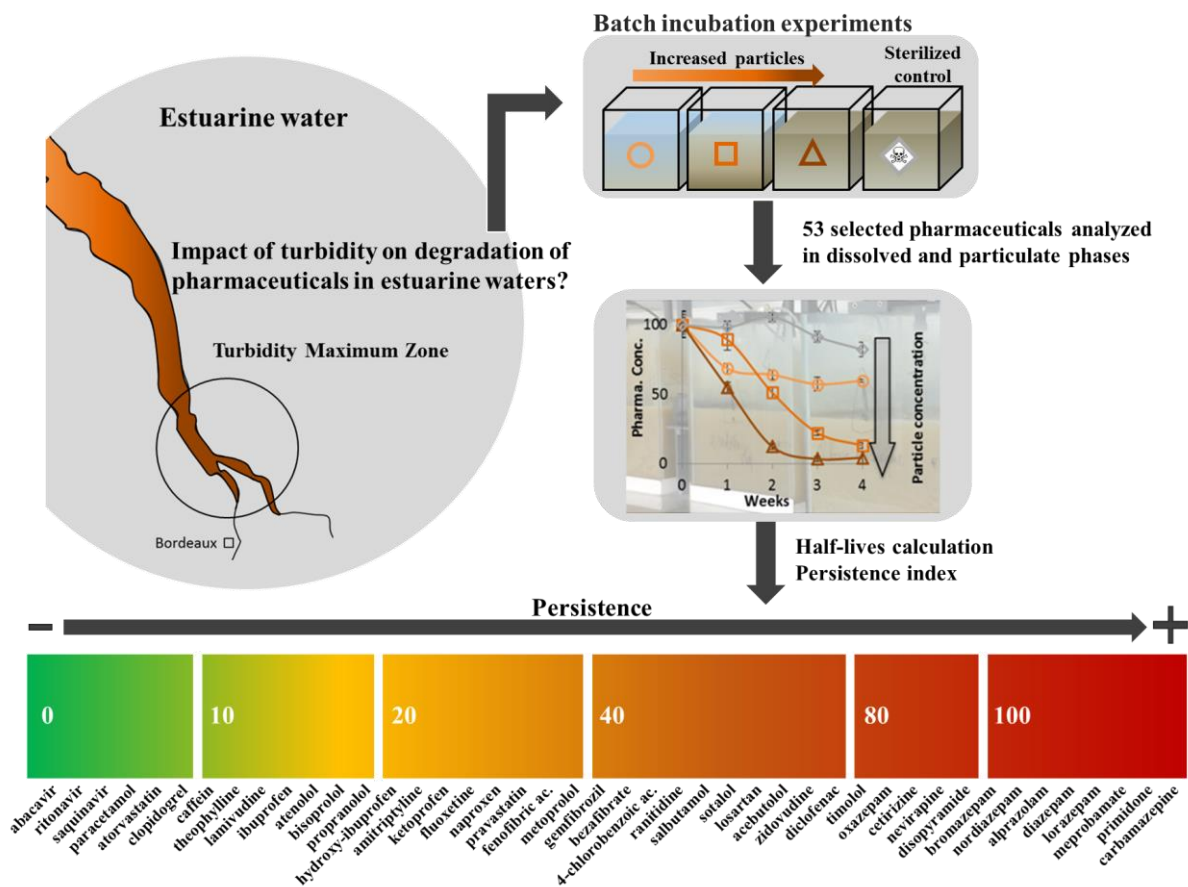 Batch incubation experiments
Increased particles
Sterilized
control
Estuarine water
Impact of turbidity on degradation of
pharmaceuticals in estuarine waters?
Turbidity Maximum Zone
Bordeaux
53 selected pharmaceuticals analyzed
in dissolved and particulate phases
Pharma. Conc.
100
50
0
0 1 2 3 4
Weeks
Particle concentration
Half-lives calculation
Persistence index
Persistence
− +
0 10 20 40 80 100
abacavir
ritonavir
saquinavir
paracetamol
atorvastatin
clopidogrel
caffein
theophylline
lamivudine
ibuprofen
atenolol
bisoprolol
propranolol
hydroxy-ibuprofen
amitriptyline
ketoprofen
fluoxetine
naproxen
pravastatin
fenofibric ac.
metoprolol
gemfibrozil
bezafibrate
4-chlorobenzoic ac.
ranitidine
salbutamol
sotalol
losartan
acebutolol
zidovudine
diclofenac
timolol
oxazepam
cetirizine
nevirapine
disopyramide
bromazepam
nordiazepam
alprazolam
diazepam
lorazepam
meprobamate
primidone
carbamazepine